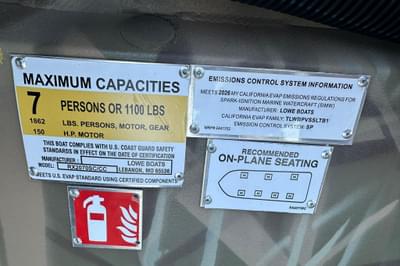 MAXIMUM CAPACITIES
7 PERSONS OR 1100 LBS
1862 LBS. PERSONS, MOTOR, GEAR
150 H.P. MOTOR
THIS BOAT COMPLIES WITH U.S. COAST GUARD SAFETY
STANDARDS IN EFFECT ON THE DATE OF CERTIFICATION
MANUFACTURER: LOWE BOATS
MODEL: LEBANON, MO 65536
MEETS U.S. EVAP STANDARD USING CERTIFIED COMPONENTS
EMISSIONS CONTROL SYSTEM INFORMATION
MEETS 2026 MY CALIFORNIA EVAP EMISSIONS REGULATIONS FOR
SPARK-IGNITION MARINE WATERCRAFT (SIMW)
MANUFACTURER: LOWE BOATS
CALIFORNIA EVAP FAMILY: TLWRPVSSLTB1
EMISSION CONTROL SYSTEM: SP
RECOMMENDED
ON-PLANE SEATING